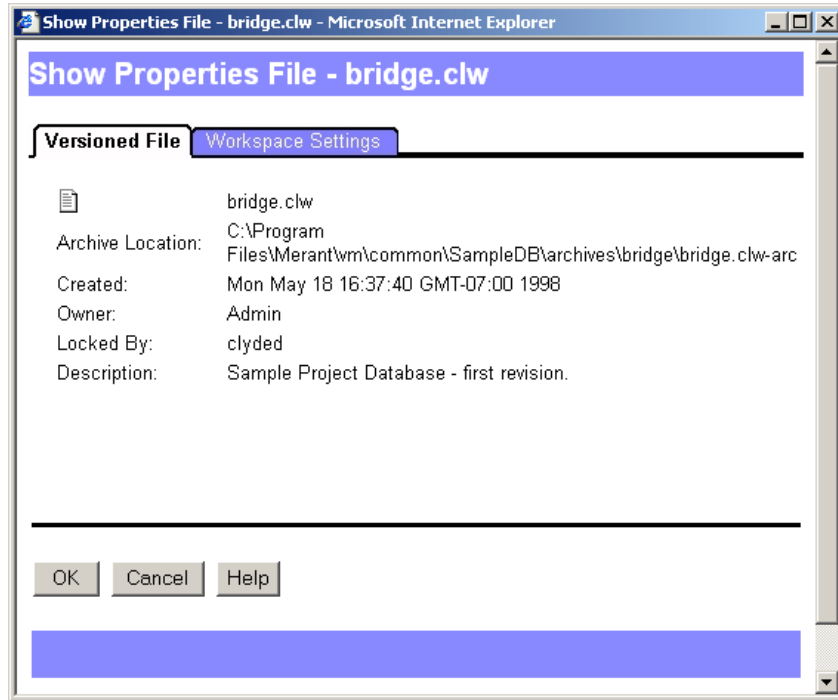 Show Properties File - bridge.clw - Microsoft Internet Explorer
Show Properties File - bridge.clw
Versioned File Workspace Settings
bridge.clw
Archive Location: C:\Program
Files\Merant\vm\common\SampleDB\archives\bridge\bridge.clw-arc
Created: Mon May 18 16:37:40 GMT-07:00 1998
Owner: Admin
Locked By: clyded
Description: Sample Project Database - first revision.
OK Cancel Help